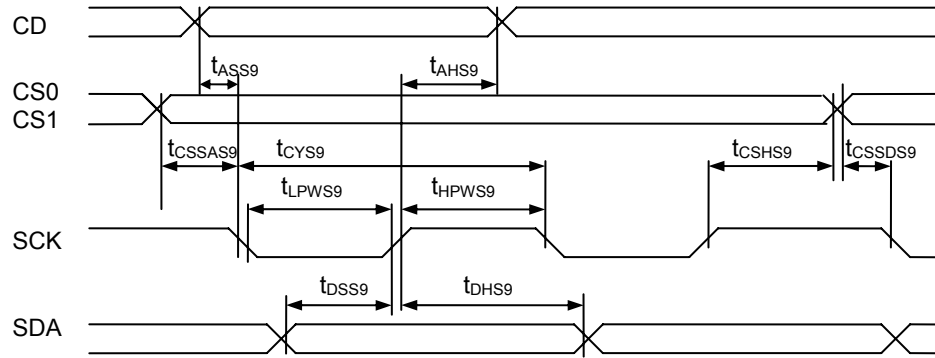 CD
tASS9 tAHS9
CS0
CS1
tCSSAS9 tCYS9 tCSHS9 tCSSDS9
tLPWS9 tHPWS9
SCK
tDSS9 tDHS9
SDA